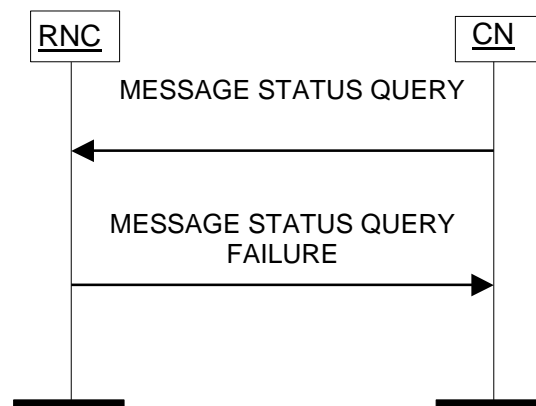 RNC
CN
MESSAGE STATUS QUERY
MESSAGE STATUS QUERY
FAILURE